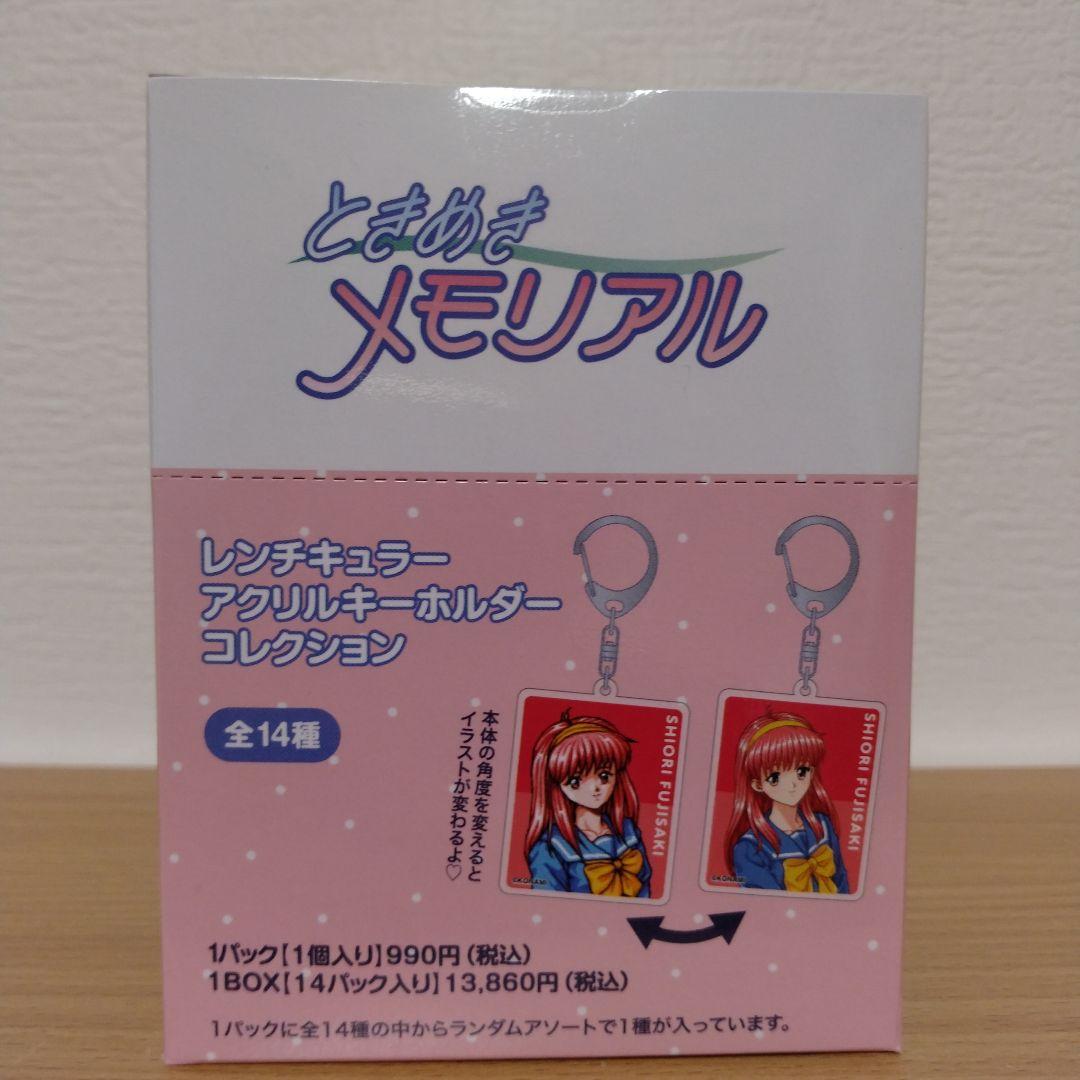 ときめき
メモリアル
レンチキュラー
アクリルキーホルダー
コレクション
全14種
本体の角度を変えると
イラストが変わるよ♡
SHIORI FUJISAKI
©KONAMI
SHIORI FUJISAKI
©KONAMI
1パック【1個入り】990円（税込）
1BOX【14パック入り】13,860円（税込）
1パックに全14種の中からランダムアソートで1種が入っています。